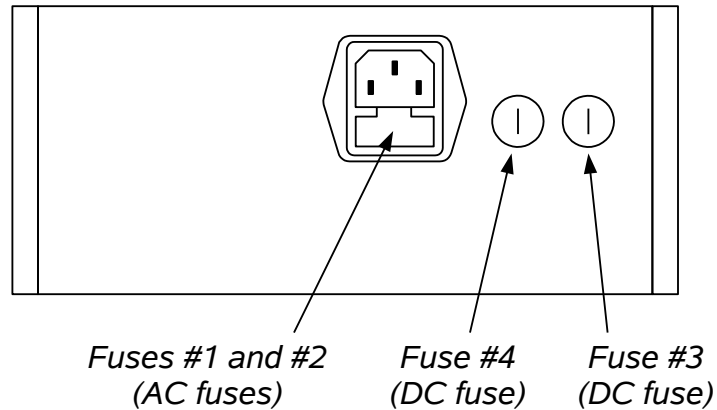 Fuses #1 and #2
(AC fuses)
Fuse #4
(DC fuse)
Fuse #3
(DC fuse)